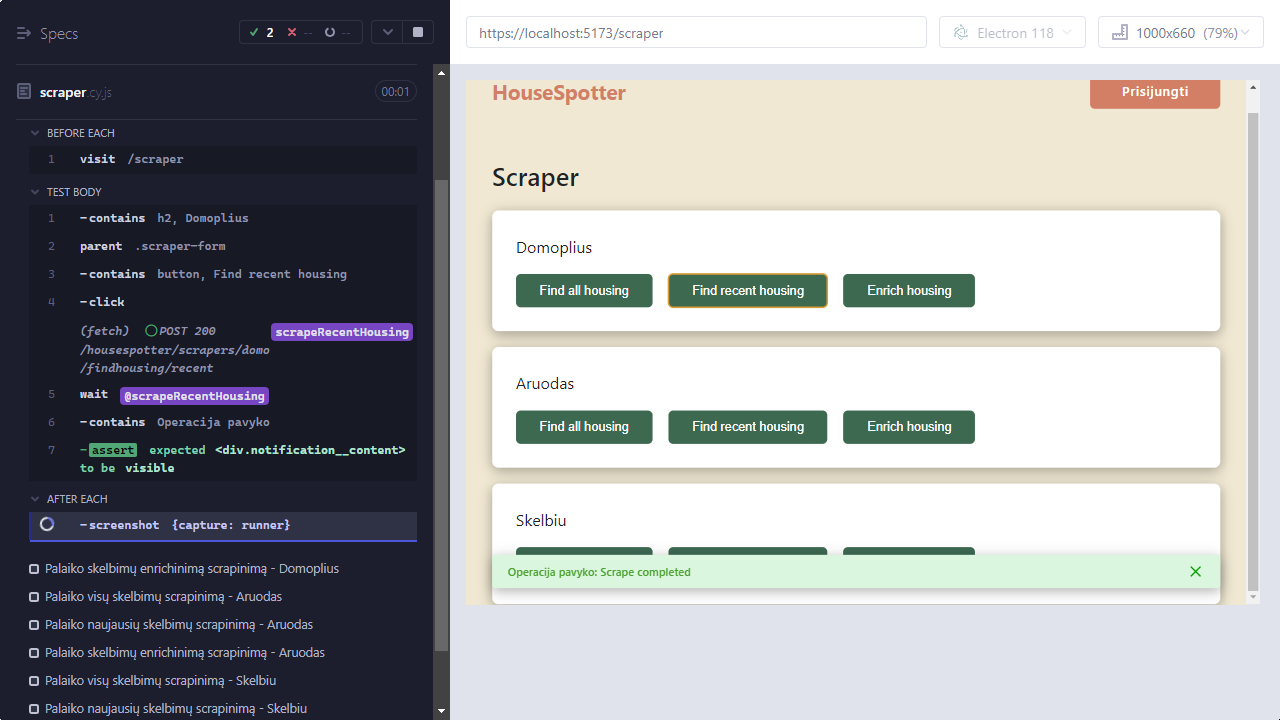 Specs
2 -- --
scraper.cy.js 00:01
BEFORE EACH
1 visit /scraper
TEST BODY
1 -contains h2, Domoplius
2 parent .scraper-form
3 -contains button, Find recent housing
4 -click
(fetch) POST 200 scrapeRecentHousing
/housespotter/scrapers/domo
/findhousing/recent
5 wait @scrapeRecentHousing
6 -contains Operacija pavyko
7 -assert expected <div.notification__content>
to be visible
AFTER EACH
-screenshot {capture: runner}
Palaiko skelbimų enrichinimą scrapinimą - Domoplius
Palaiko visų skelbimų scrapinimą - Aruodas
Palaiko naujausių skelbimų scrapinimą - Aruodas
Palaiko skelbimų enrichinimą scrapinimą - Aruodas
Palaiko visų skelbimų scrapinimą - Skelbiu
Palaiko naujausių skelbimų scrapinimą - Skelbiu
https://localhost:5173/scraper
Electron 118
1000x660 (79%)
HouseSpotter
Prisijungti
Scraper
Domoplius
Find all housing Find recent housing Enrich housing
Aruodas
Find all housing Find recent housing Enrich housing
Skelbiu
Operacija pavyko: Scrape completed